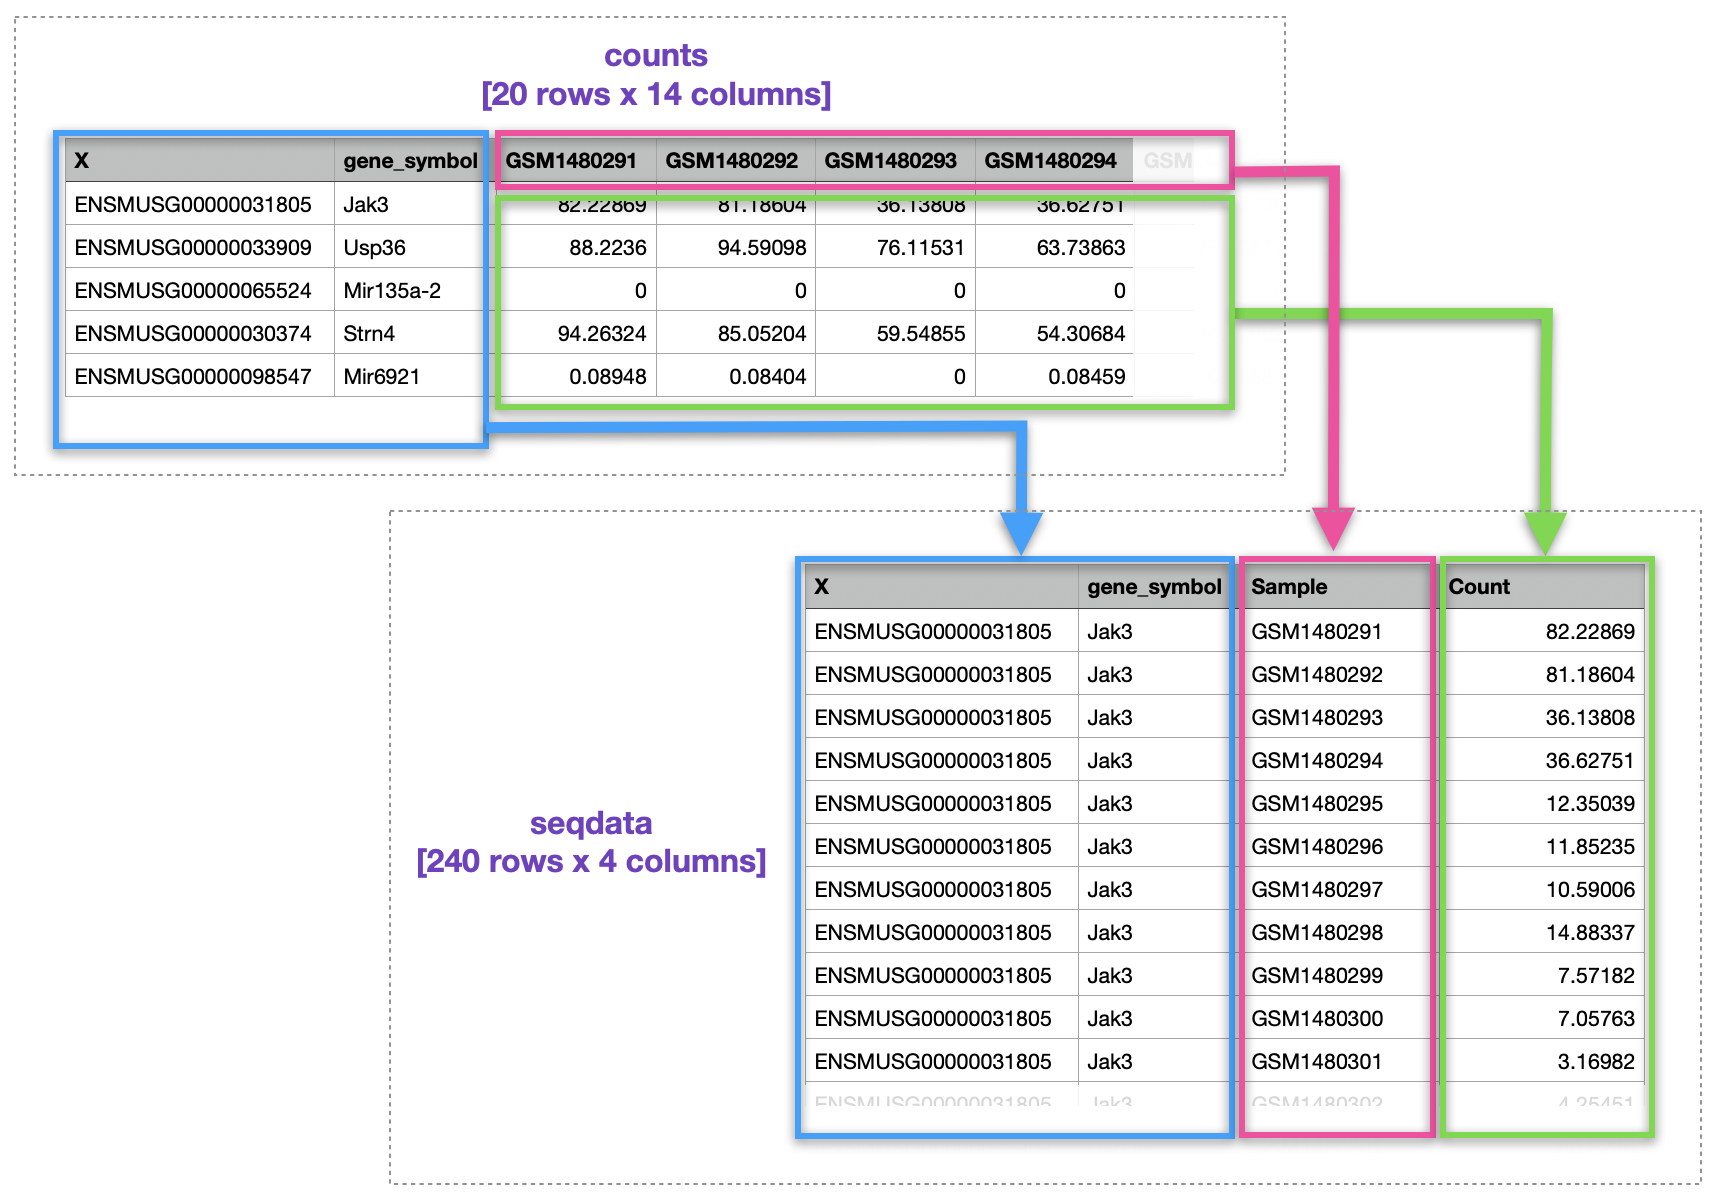 counts
[20 rows x 14 columns]
X gene_symbol GSM1480291 GSM1480292 GSM1480293 GSM1480294 GSM
ENSMUSG00000031805 Jak3 82.22869 81.18604 36.13808 36.62751
ENSMUSG00000033909 Usp36 88.2236 94.59098 76.11531 63.73863
ENSMUSG00000065524 Mir135a-2 0 0 0 0
ENSMUSG00000030374 Strn4 94.26324 85.05204 59.54855 54.30684
ENSMUSG00000098547 Mir6921 0.08948 0.08404 0 0.08459
seqdata
[240 rows x 4 columns]
X gene_symbol Sample Count
ENSMUSG00000031805 Jak3 GSM1480291 82.22869
ENSMUSG00000031805 Jak3 GSM1480292 81.18604
ENSMUSG00000031805 Jak3 GSM1480293 36.13808
ENSMUSG00000031805 Jak3 GSM1480294 36.62751
ENSMUSG00000031805 Jak3 GSM1480295 12.35039
ENSMUSG00000031805 Jak3 GSM1480296 11.85235
ENSMUSG00000031805 Jak3 GSM1480297 10.59006
ENSMUSG00000031805 Jak3 GSM1480298 14.88337
ENSMUSG00000031805 Jak3 GSM1480299 7.57182
ENSMUSG00000031805 Jak3 GSM1480300 7.05763
ENSMUSG00000031805 Jak3 GSM1480301 3.16982
ENSMUSG00000031805 Jak3 GSM1480302 4.25451